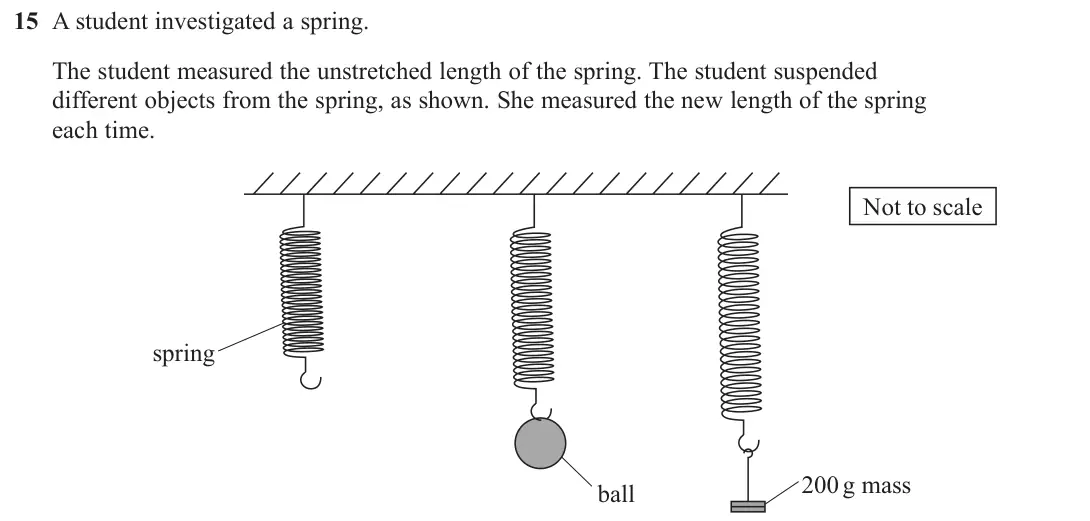 15 A student investigated a spring.
The student measured the unstretched length of the spring. The student suspended
different objects from the spring, as shown. She measured the new length of the spring
each time.
Not to scale
spring
ball
200 g mass